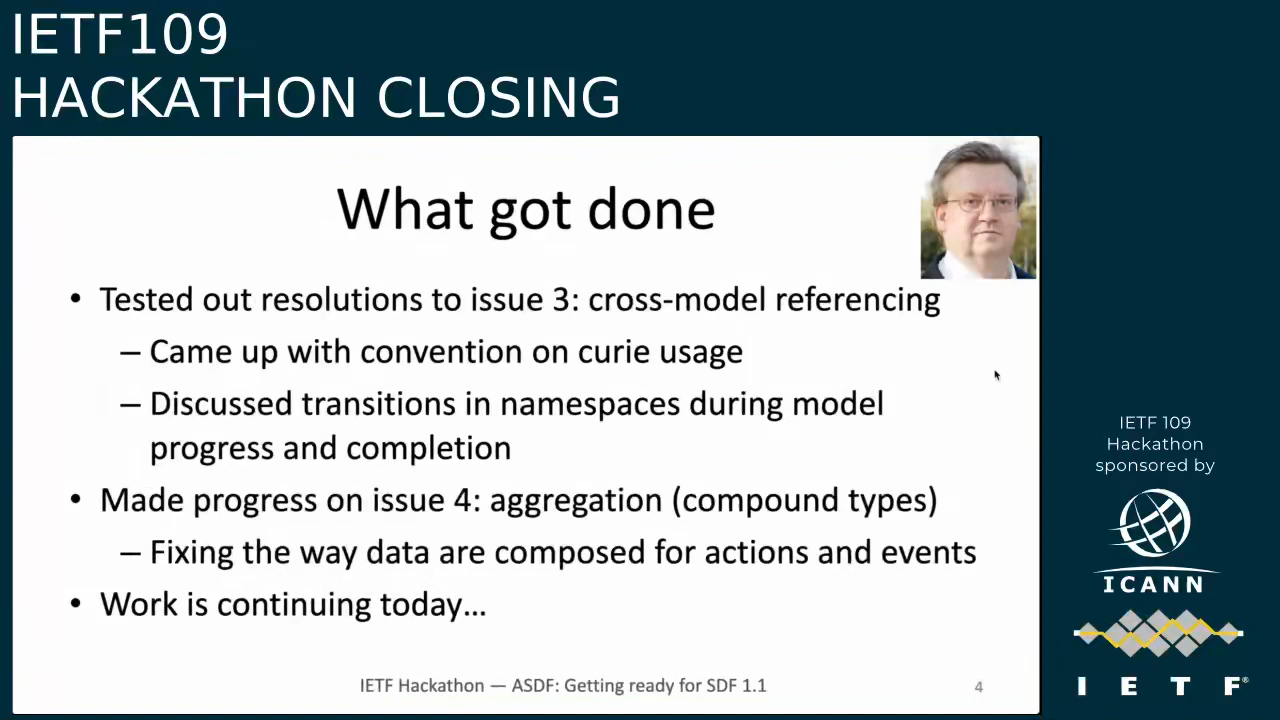 IETF109
HACKATHON CLOSING
What got done
• Tested out resolutions to issue 3: cross-model referencing
– Came up with convention on curie usage
– Discussed transitions in namespaces during model
progress and completion
• Made progress on issue 4: aggregation (compound types)
– Fixing the way data are composed for actions and events
• Work is continuing today…
IETF Hackathon — ASDF: Getting ready for SDF 1.1
4
IETF 109
Hackathon
sponsored by
ICANN
I E T F®